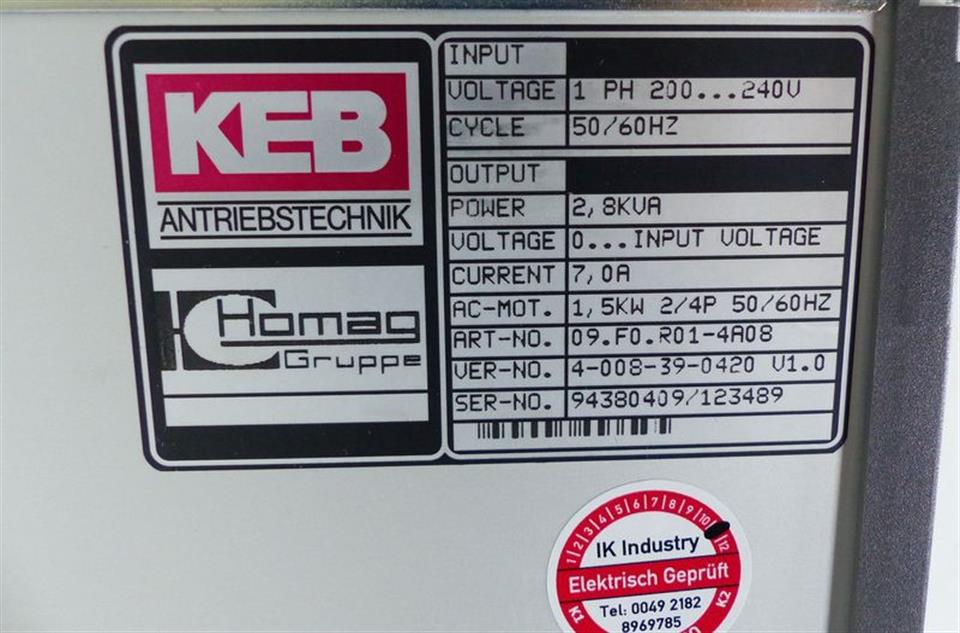 KEB
ANTRIEBSTECHNIK
Homag
Gruppe
INPUT
VOLTAGE 1 PH 200...240V
CYCLE 50/60HZ
OUTPUT
POWER 2,8KVA
VOLTAGE 0...INPUT VOLTAGE
CURRENT 7,0A
AC-MOT. 1,5KW 2/4P 50/60HZ
ART-NO. 09.F0.R01-4A08
VER-NO. 4-008-39-0420 V1.0
SER-NO. 94380409/123489
1/2/3/4/5/6/7/8/9/10/
12
IK Industry
Elektrisch Geprüft
K1
Tel: 0049 2182
8969785
K2